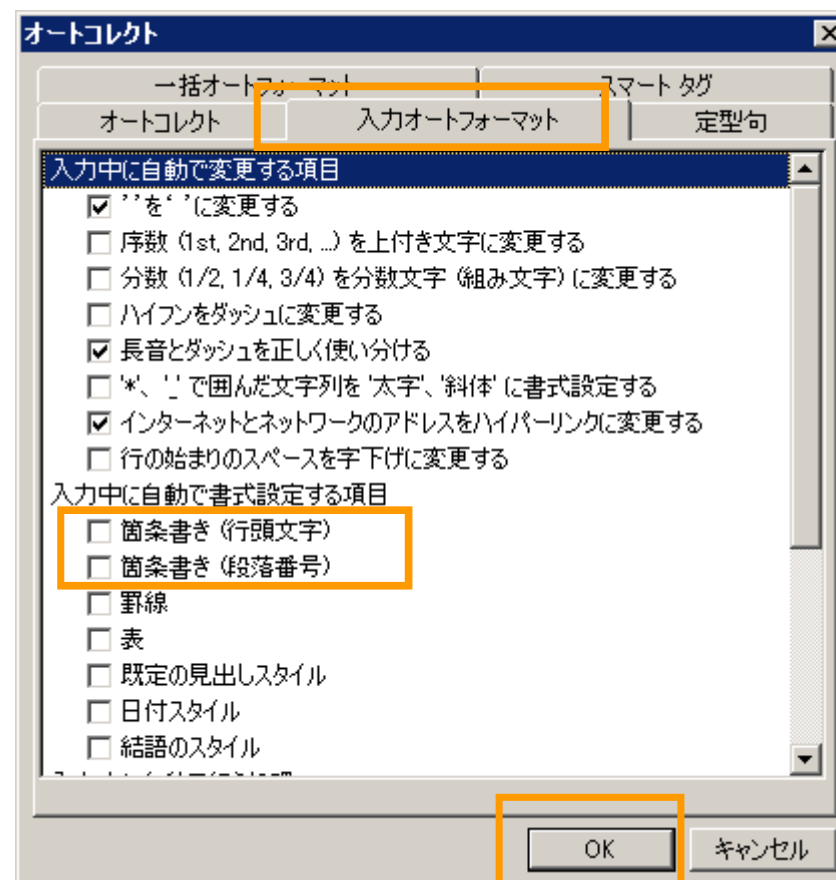 オートコレクト
一括オートフォーマット
スマート タグ
オートコレクト
入力オートフォーマット
定型句
入力中に自動で変更する項目
' 'を‘ ’に変更する
序数 (1st, 2nd, 3rd, ...) を上付き文字に変更する
分数 (1/2, 1/4, 3/4) を分数文字 (組み文字) に変更する
ハイフンをダッシュに変更する
長音とダッシュを正しく使い分ける
'*'、'_' で囲んだ文字列を '太字'、'斜体' に書式設定する
インターネットとネットワークのアドレスをハイパーリンクに変更する
行の始まりのスペースを字下げに変更する
入力中に自動で書式設定する項目
箇条書き (行頭文字)
箇条書き (段落番号)
罫線
表
既定の見出しスタイル
日付スタイル
結語のスタイル
OK
キャンセル